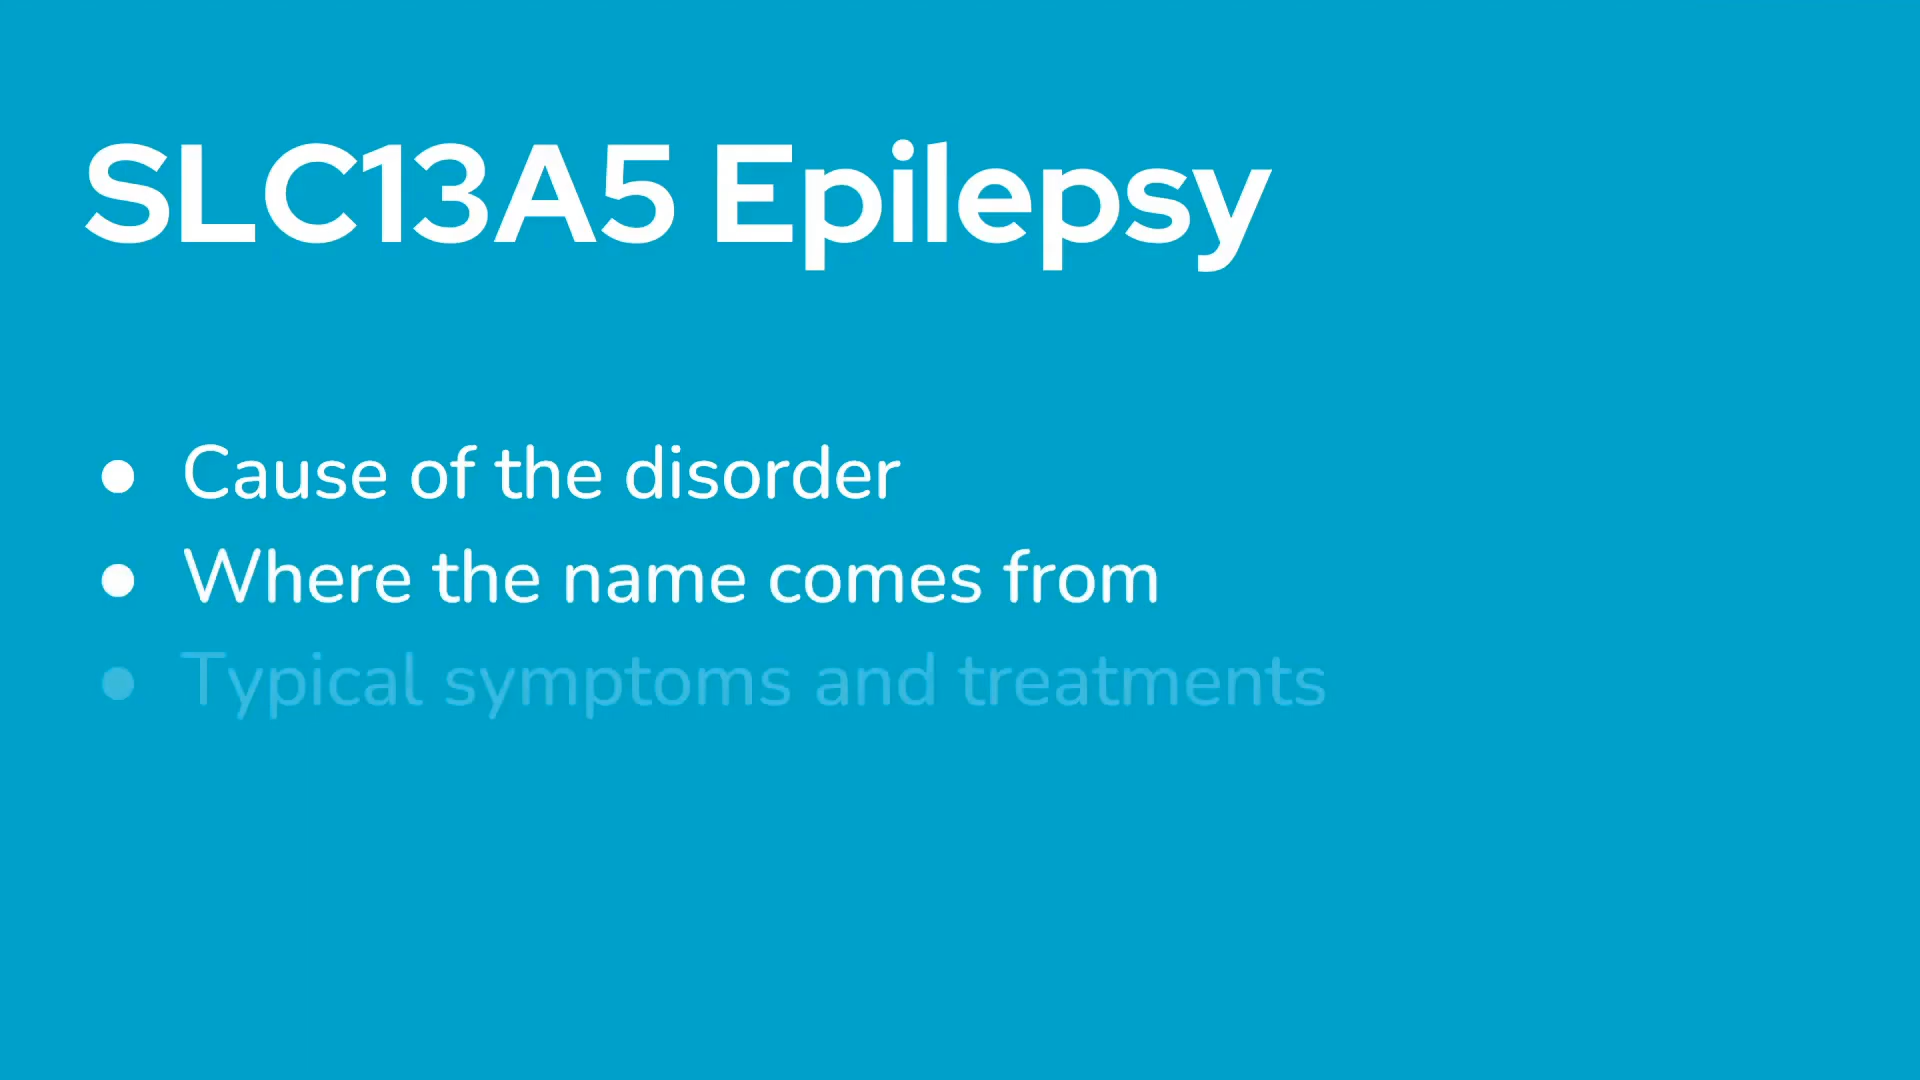 SLC13A5 Epilepsy
● Cause of the disorder
● Where the name comes from
● Typical symptoms and treatments